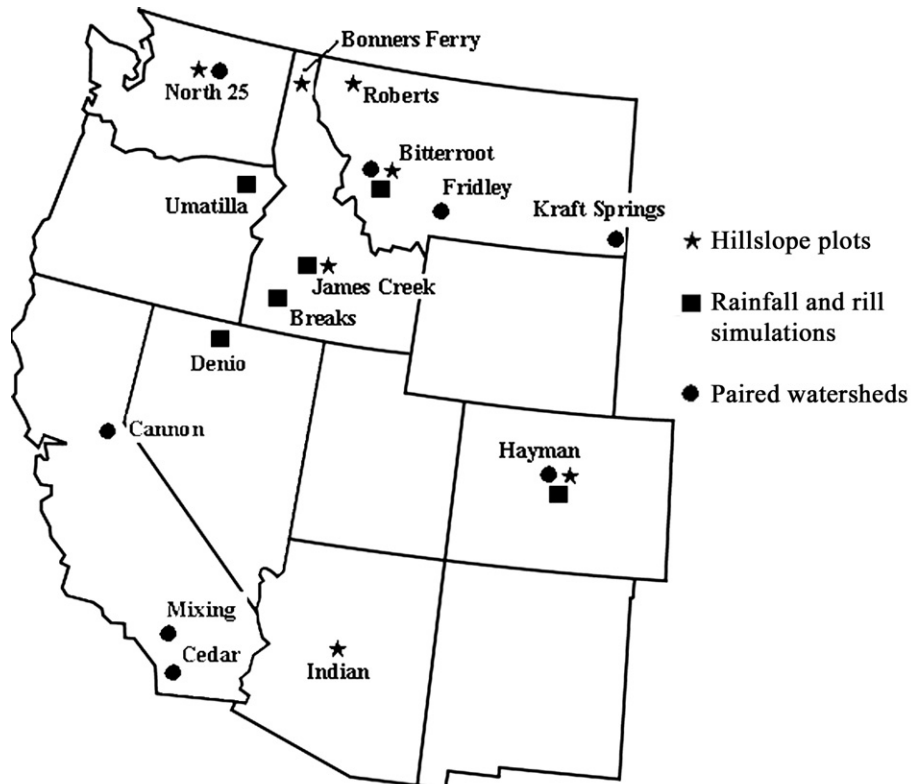 Bonners Ferry
North 25
Roberts
Bitterroot
Fridley
Umatilla
Kraft Springs
James Creek
Breaks
Denio
Cannon
Hayman
Mixing
Cedar
Indian
Hillslope plots
Rainfall and rill
simulations
Paired watersheds